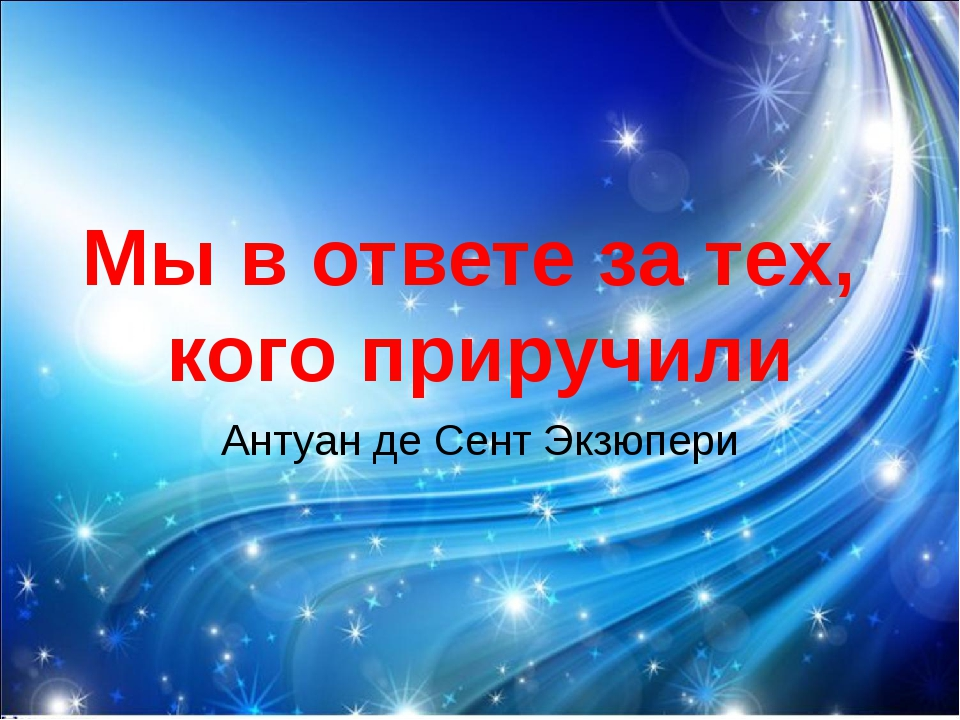 Мы в ответе за тех,
кого приручили
Антуан де Сент Экзюпери